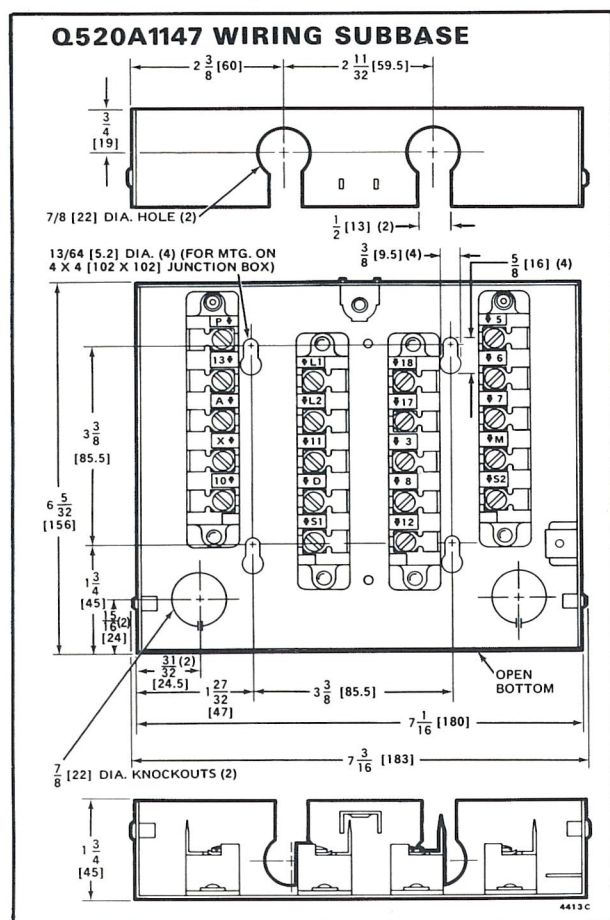 Q520A1147 WIRING SUBBASE
2 3/8 [60]
2 11/32 [59.5]
3/4 [19]
7/8 [22] DIA. HOLE (2)
1/2 [13] (2)
13/64 [5.2] DIA. (4) (FOR MTG. ON
4 X 4 [102 X 102] JUNCTION BOX)
3/8 [9.5] (4)
5/8 [16] (4)
P
13
A
X
10
L1
L2
11
D
S1
18
17
3
8
12
5
6
7
M
S2
3 3/8 [85.5]
6 5/32 [156]
1 3/4 [45]
15/16 (2) [24]
31/32 (2) [24.5]
1 27/32 [47]
3 3/8 [85.5]
OPEN
BOTTOM
7 1/16 [180]
7 3/16 [183]
7/8 [22] DIA. KNOCKOUTS (2)
1 3/4 [45]
4413C